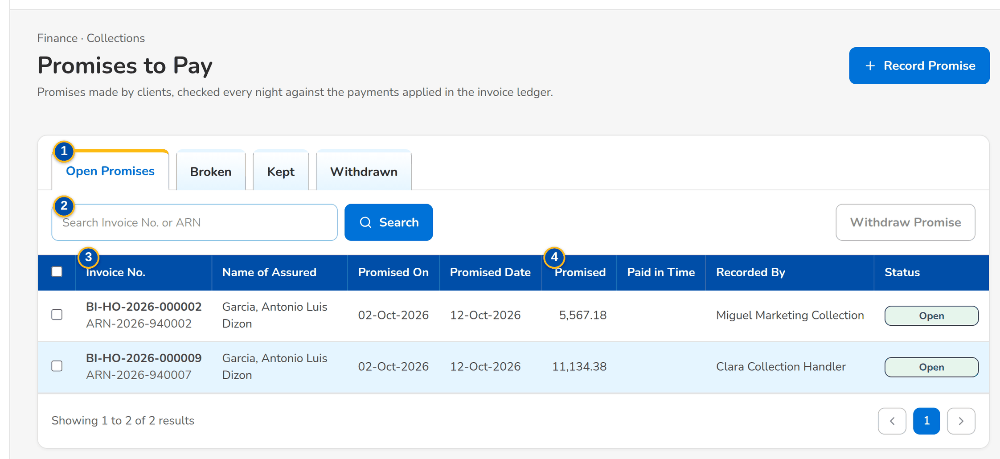 Finance · Collections
Promises to Pay
+ Record Promise
Promises made by clients, checked every night against the payments applied in the invoice ledger.
1
Open Promises
Broken
Kept
Withdrawn
2
Search Invoice No. or ARN
Search
Withdraw Promise
3
4
Invoice No.
Name of Assured
Promised On
Promised Date
Promised
Paid in Time
Recorded By
Status
BI-HO-2026-000002
ARN-2026-940002
Garcia, Antonio Luis
Dizon
02-Oct-2026
12-Oct-2026
5,567.18
Miguel Marketing Collection
Open
BI-HO-2026-000009
ARN-2026-940007
Garcia, Antonio Luis
Dizon
02-Oct-2026
12-Oct-2026
11,134.38
Clara Collection Handler
Open
Showing 1 to 2 of 2 results
1